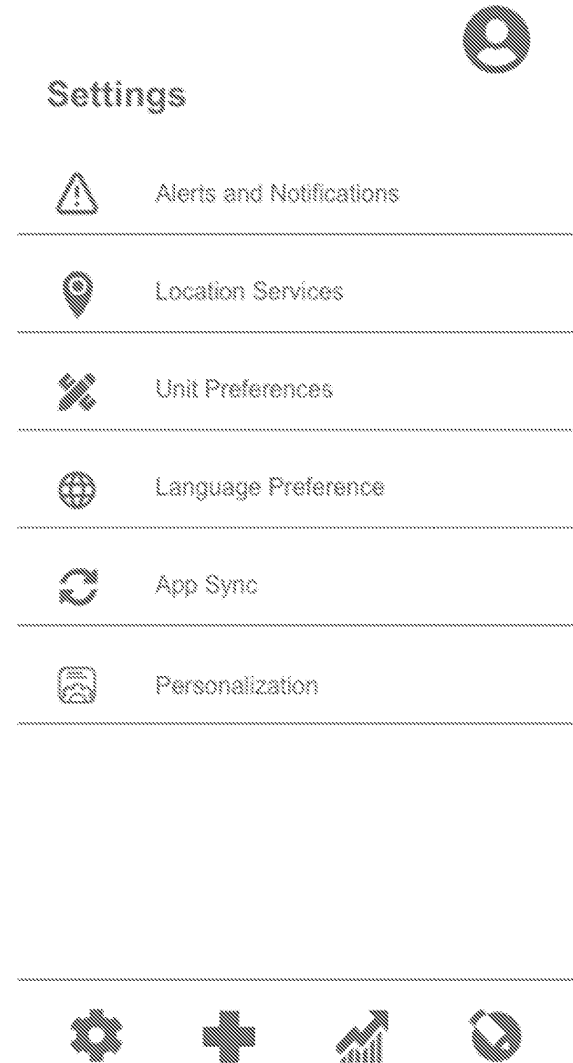 Settings
Alerts and Notifications
Location Services
Unit Preferences
Language Preference
App Sync
Personalization